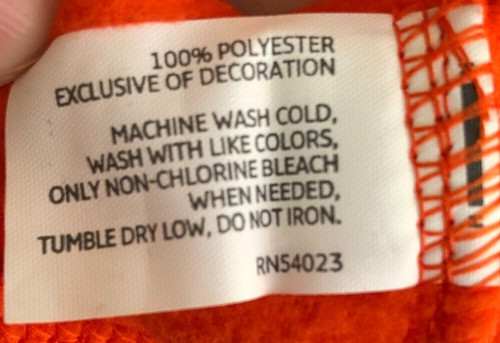 100% POLYESTER
EXCLUSIVE OF DECORATION
MACHINE WASH COLD,
WASH WITH LIKE COLORS,
ONLY NON-CHLORINE BLEACH
WHEN NEEDED,
TUMBLE DRY LOW, DO NOT IRON.
RN54023